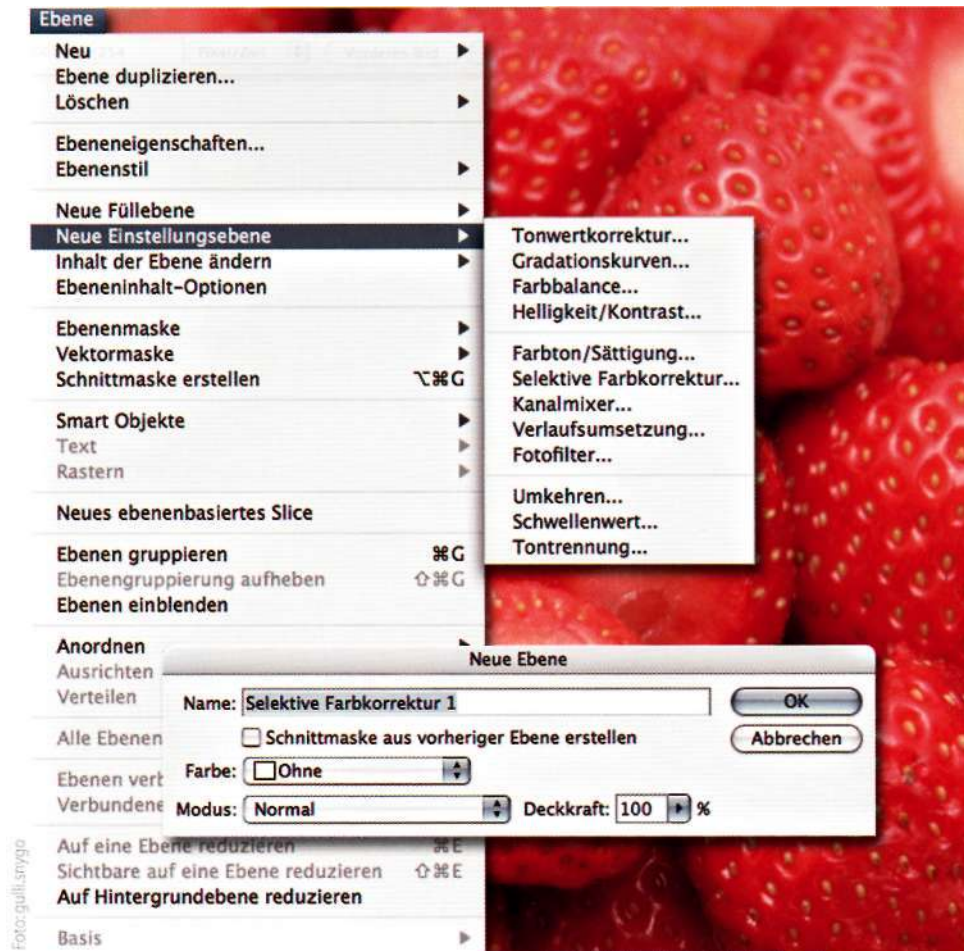 Ebene
Neu
Ebene duplizieren...
Löschen
Ebeneneigenschaften...
Ebenenstil
Neue Füllebene
Neue Einstellungsebene
Inhalt der Ebene ändern
Ebeneninhalt-Optionen
Ebenenmaske
Vektormaske
Schnittmaske erstellen ⌥⌘G
Smart Objekte
Text
Rastern
Neues ebenenbasiertes Slice
Ebenen gruppieren ⌘G
Ebenengruppierung aufheben ⇧⌘G
Ebenen einblenden
Anordnen
Ausrichten
Verteilen
Alle Ebenen
Ebenen verb
Verbundene
Auf eine Ebene reduzieren ⌘E
Sichtbare auf eine Ebene reduzieren ⇧⌘E
Auf Hintergrundebene reduzieren
Basis
Tonwertkorrektur...
Gradationskurven...
Farbbalance...
Helligkeit/Kontrast...
Farbton/Sättigung...
Selektive Farbkorrektur...
Kanalmixer...
Verlaufsumsetzung...
Fotofilter...
Umkehren...
Schwellenwert...
Tontrennung...
Neue Ebene
Name: Selektive Farbkorrektur 1
OK
Schnittmaske aus vorheriger Ebene erstellen
Abbrechen
Farbe: Ohne
Modus: Normal Deckkraft: 100 %
Foto: gulli.snygo